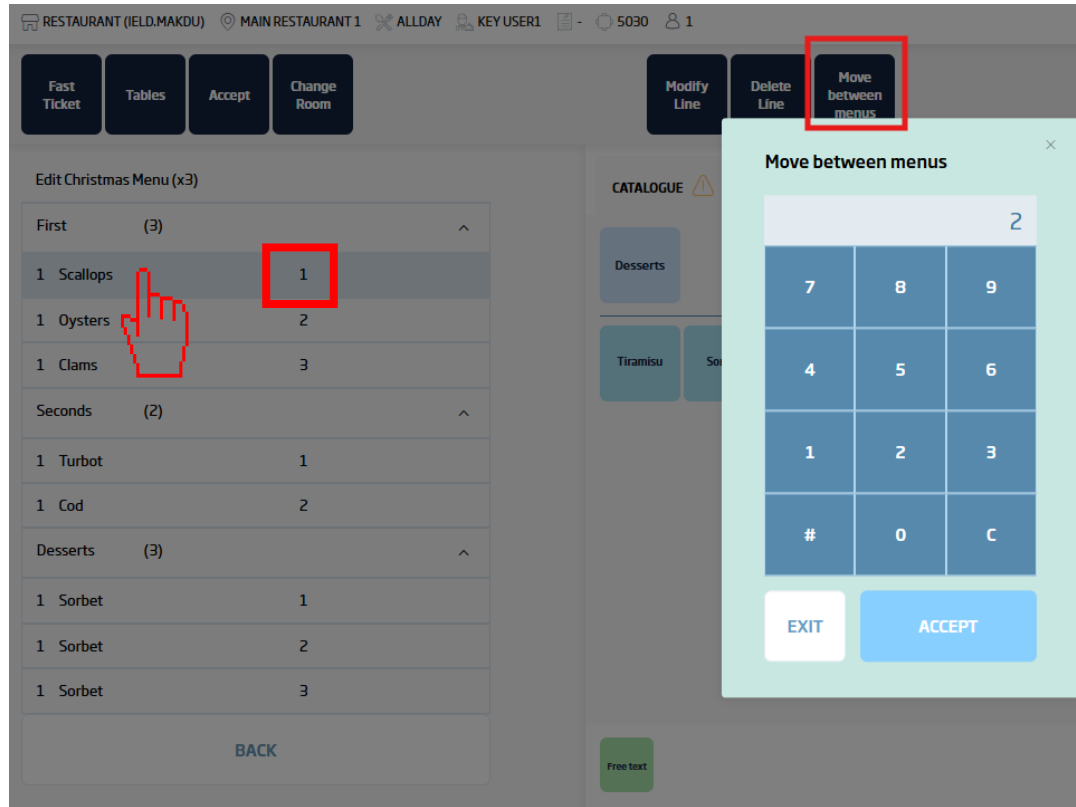 RESTAURANT (IELD.MAKDU) MAIN RESTAURANT 1 ALLDAY KEY USER1 - 5030 1
Fast Ticket
Tables
Accept
Change Room
Modify Line
Delete Line
Move between menus
Edit Christmas Menu (x3)
First (3)
1 Scallops 1
1 Oysters 2
1 Clams 3
Seconds (2)
1 Turbot 1
1 Cod 2
Desserts (3)
1 Sorbet 1
1 Sorbet 2
1 Sorbet 3
BACK
CATALOGUE
Desserts
Tiramisu
Free text
Move between menus
×
2
7 8 9
4 5 6
1 2 3
# 0 C
EXIT ACCEPT